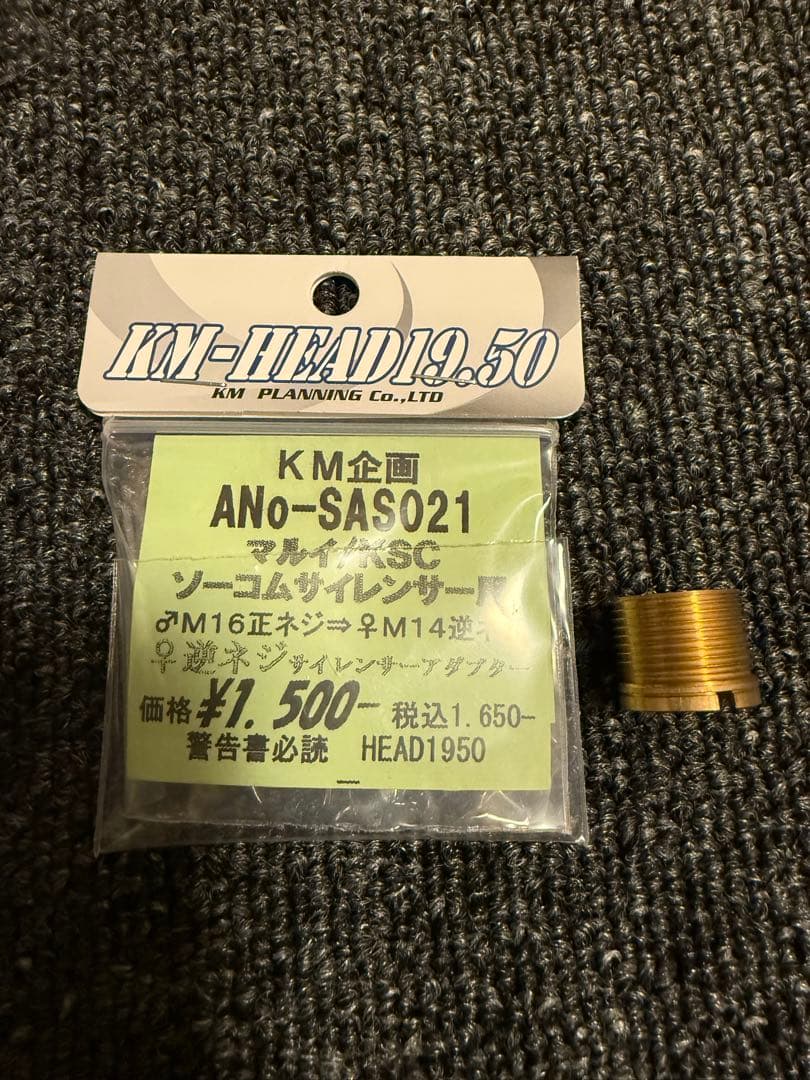 KM-HEAD19.50
KM PLANNING Co.,LTD
KM企画
ANo-SAS021
マルイ/KSC
ソーコムサイレンサー用
♂M16正ネジ⇒♀M14逆ネ
♀逆ネジサイレンサーアダプター
価格 ¥1.500- 税込1.650-
警告書必読 HEAD1950